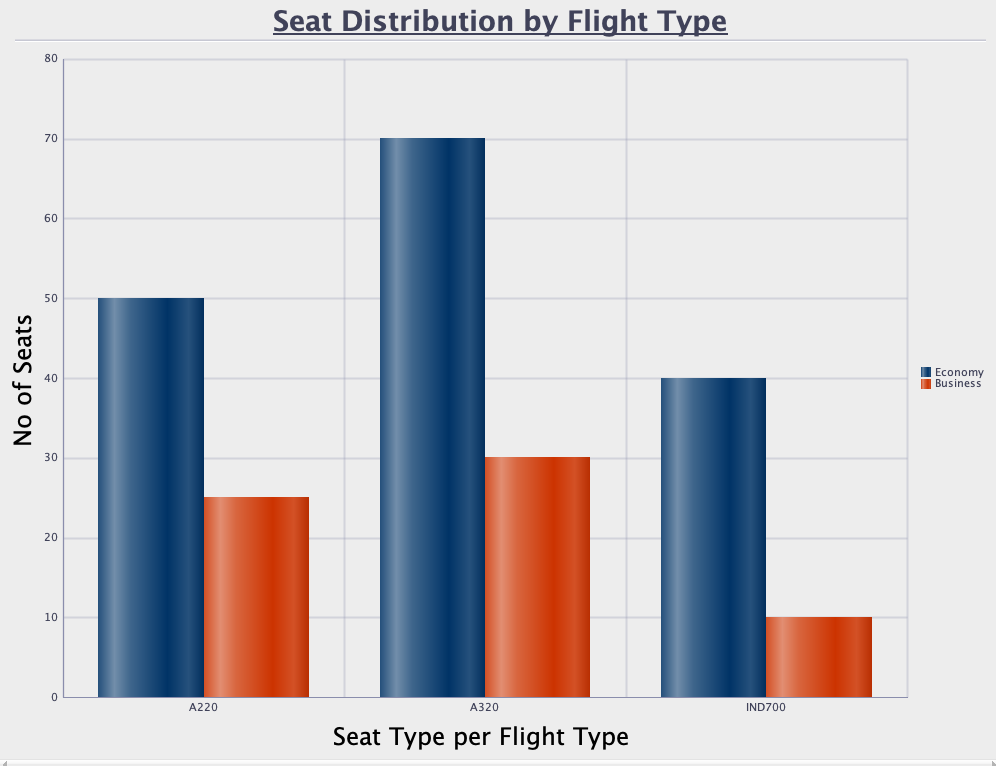 Seat Distribution by Flight Type
80
70
60
50
40
30
20
10
0
No of Seats
A220 A320 IND700
Seat Type per Flight Type
Economy
Business